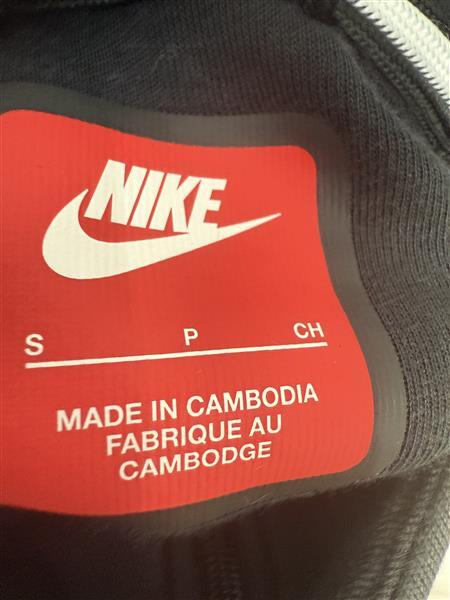 NIKE
S P CH
MADE IN CAMBODIA
FABRIQUE AU
CAMBODGE